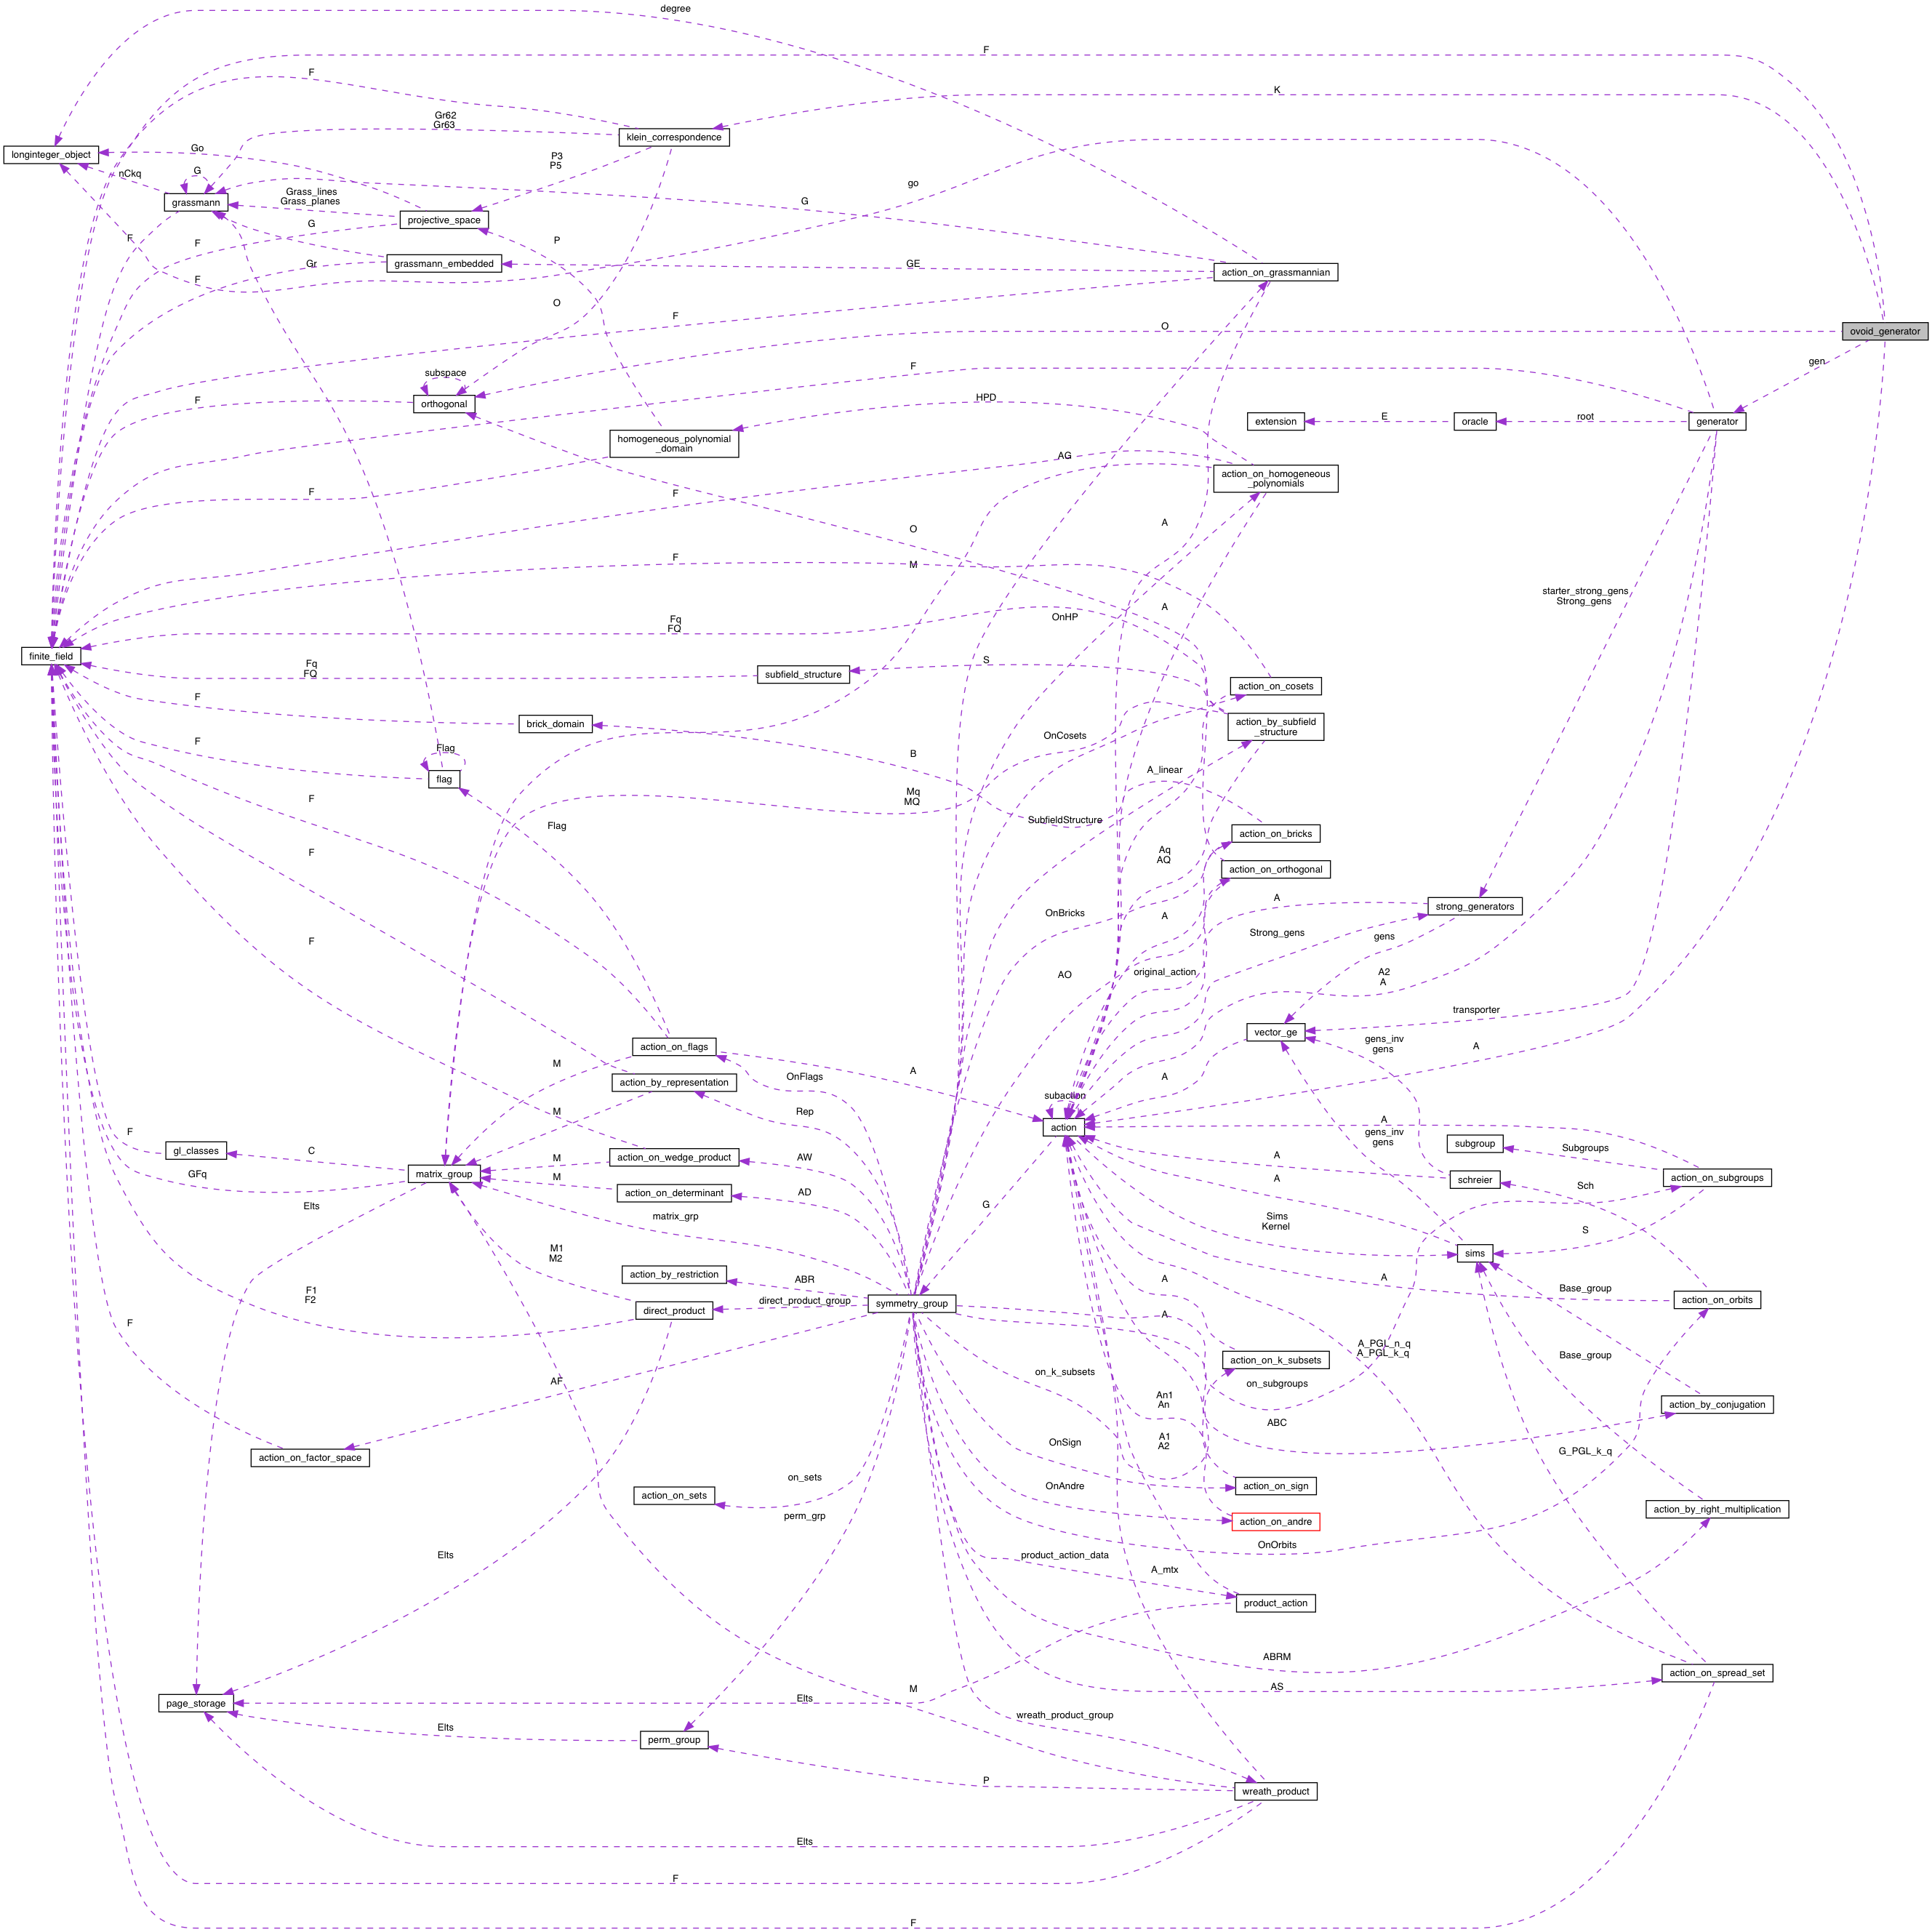 degree
F
F
K
Gr62
Gr63
klein_correspondence
longinteger_object
Go
P3
P5
nCkq
G
grassmann
Grass_lines
Grass_planes
go
G
projective_space
G
F
F
P
Gr
grassmann_embedded
GE
action_on_grassmannian
F
O
F
O
ovoid_generator
subspace
gen
F
HPD
orthogonal
F
extension
E
oracle
root
generator
homogeneous_polynomial
_domain
AG
action_on_homogeneous
_polynomials
F
F
O
A
F
M
starter_strong_gens
Strong_gens
A
OnHP
Fq
FQ
finite_field
Fq
FQ
subfield_structure
S
action_on_cosets
F
brick_domain
action_by_subfield
_structure
OnCosets
F
Flag
B
flag
A_linear
Mq
MQ
F
Flag
SubfieldStructure
action_on_bricks
F
Aq
AQ
action_on_orthogonal
OnBricks
A
A
strong_generators
Strong_gens
gens
F
AO
original_action
A2
A
transporter
vector_ge
action_on_flags
gens_inv
gens
A
M
A
OnFlags
A
action_by_representation
subaction
Rep
M
action
A
gens_inv
gens
F
gl_classes
C
subgroup
Subgroups
action_on_wedge_product
AW
M
A
matrix_group
GFq
M
action_on_determinant
AD
A
schreier
action_on_subgroups
Sch
Elts
matrix_grp
G
Sims
Kernel
S
M1
M2
sims
action_by_restriction
ABR
A
A
F1
F2
direct_product
direct_product_group
symmetry_group
Base_group
action_on_orbits
F
A
A_PGL_n_q
A_PGL_k_q
Base_group
action_on_k_subsets
AF
on_k_subsets
on_subgroups
An1
An
action_by_conjugation
ABC
A1
A2
OnSign
G_PGL_k_q
action_on_factor_space
on_sets
action_on_sets
OnAndre
action_on_sign
action_by_right_multiplication
perm_grp
action_on_andre
OnOrbits
Elts
product_action_data
A_mtx
product_action
ABRM
action_on_spread_set
AS
M
page_storage
Elts
wreath_product_group
Elts
perm_group
P
wreath_product
Elts
F
F